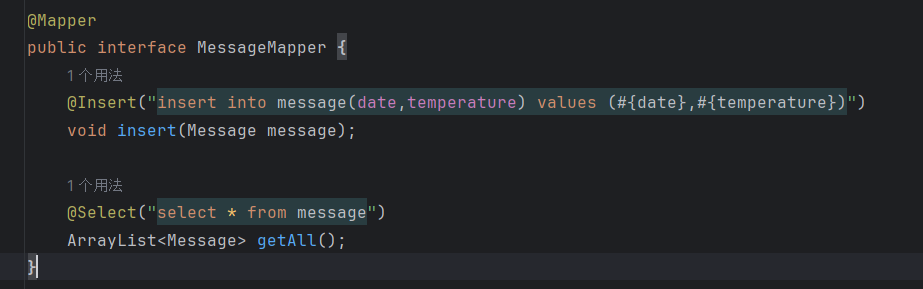 @Mapper
public interface MessageMapper {
1 个用法
@Insert("insert into message(date,temperature) values (#{date},#{temperature})")
void insert(Message message);
1 个用法
@Select("select * from message")
ArrayList<Message> getAll();
}